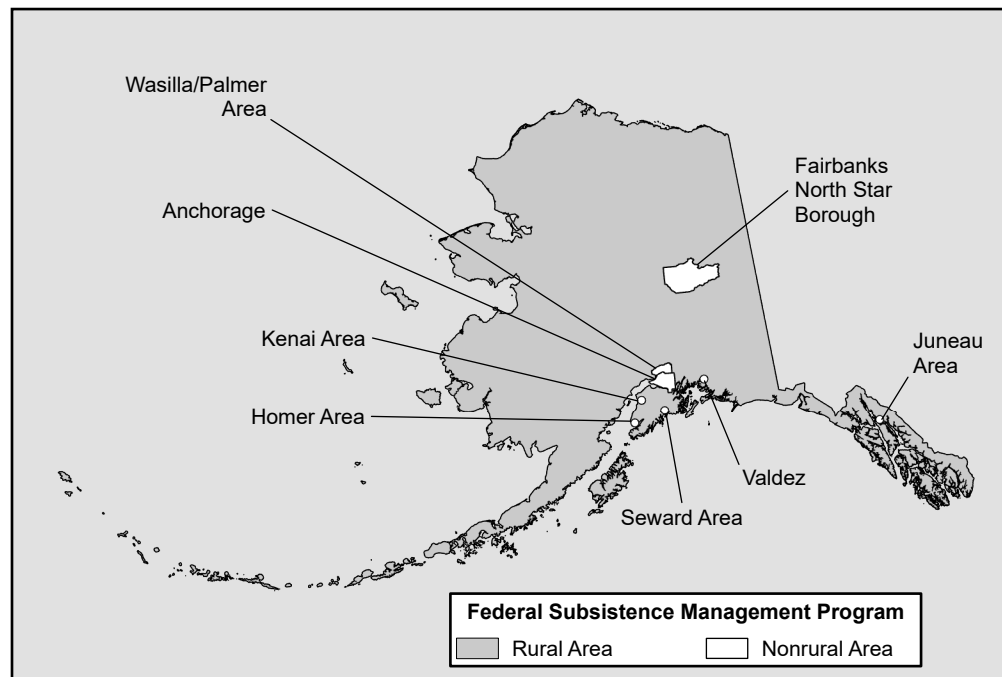 Wasilla/Palmer
Area
Anchorage
Fairbanks
North Star
Borough
Kenai Area
Juneau
Area
Homer Area
Valdez
Seward Area
Federal Subsistence Management Program
Rural Area
Nonrural Area